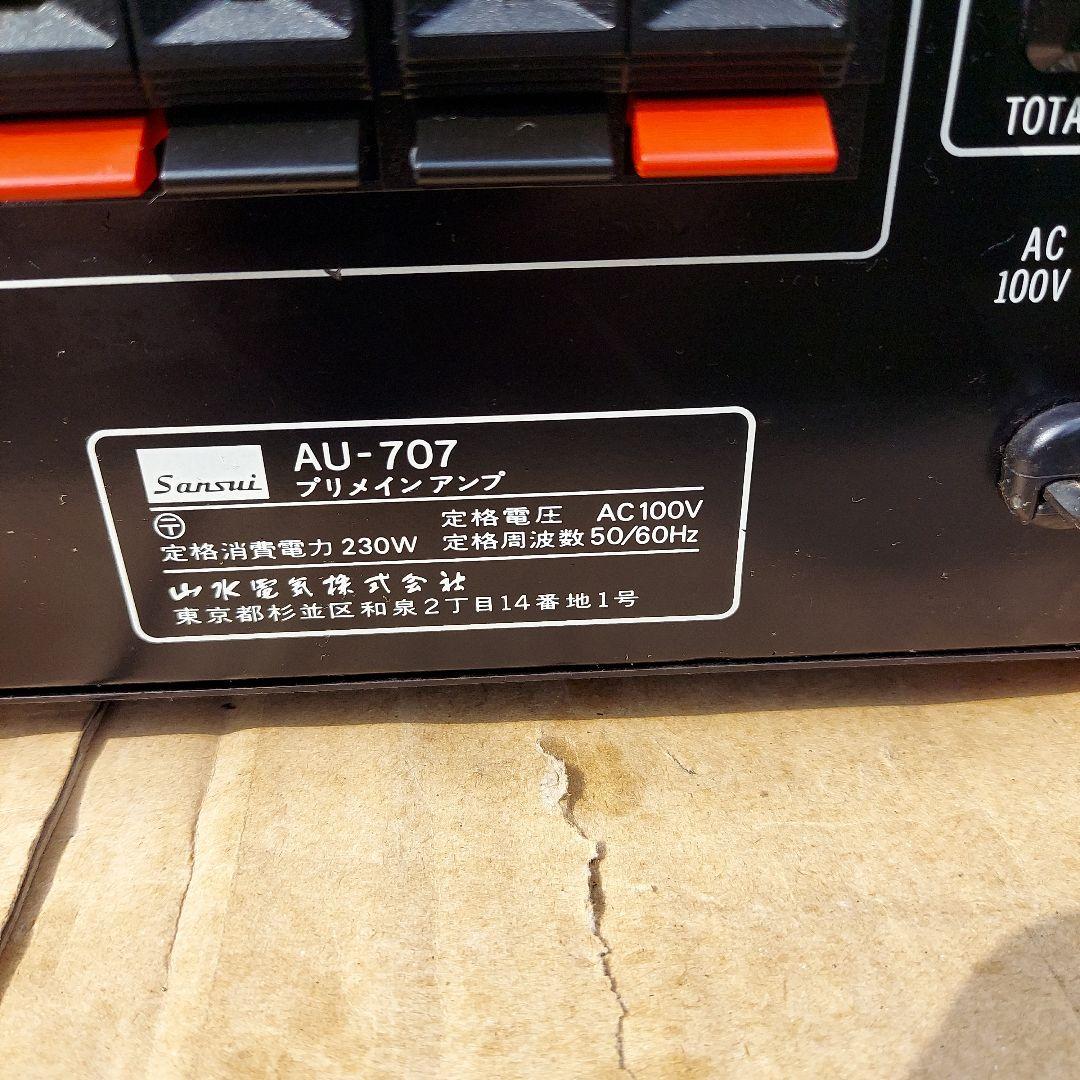 TOTA
AC
100V
Sansui
AU-707
プリメインアンプ
〒
定格電圧 AC100V
定格消費電力 230W 定格周波数 50/60Hz
山水電気株式会社
東京都杉並区和泉2丁目14番地1号